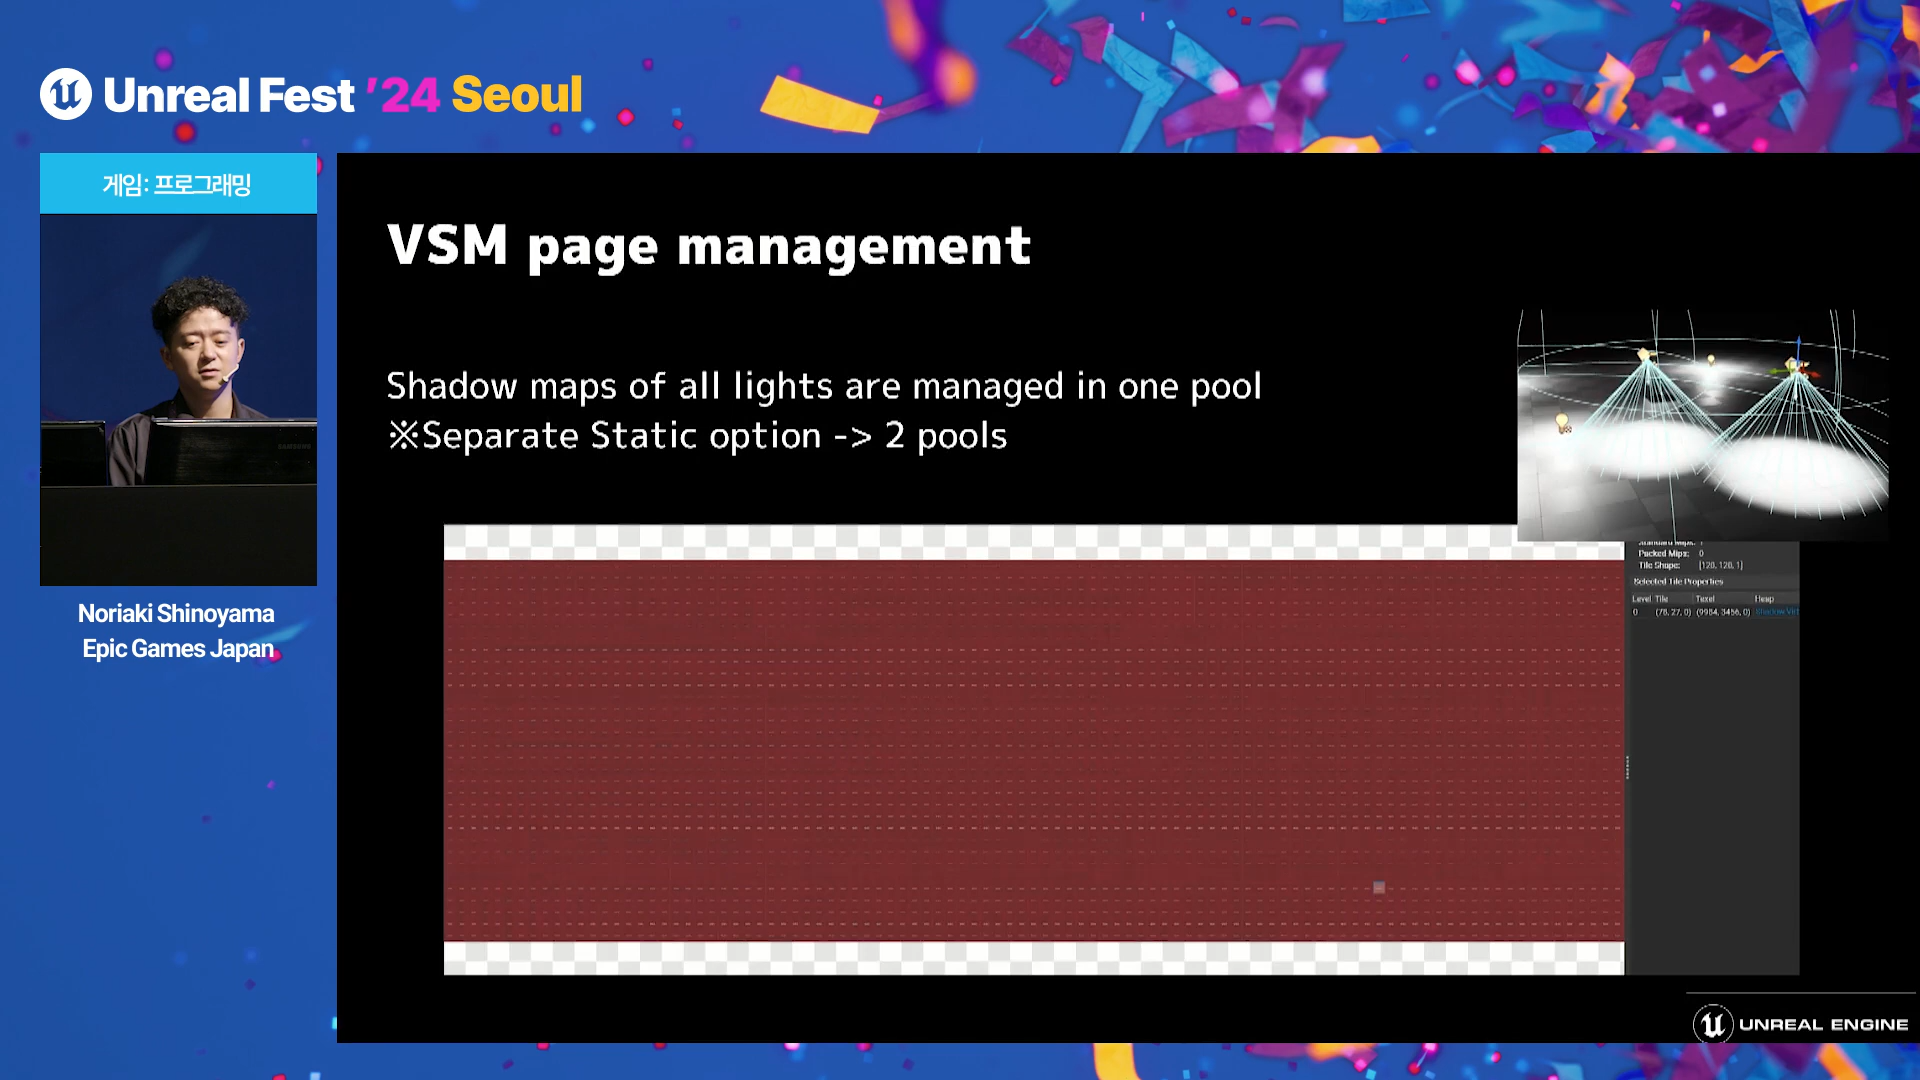 Unreal Fest '24 Seoul
게임: 프로그래밍
Noriaki Shinoyama
Epic Games Japan
VSM page management
Shadow maps of all lights are managed in one pool
※Separate Static option -> 2 pools
Packed Mips: 0
Tile Shape: [128, 128, 1]
Selected Tile Properties
Level Tile Texel Heap
0 (78, 27, 0) (9984, 3456, 0)
UNREAL ENGINE